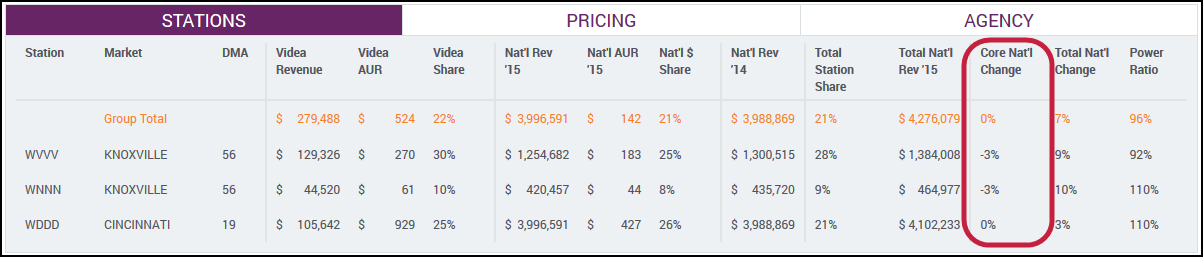 STATIONS PRICING AGENCY
Station Market DMA Videa Revenue Videa AUR Videa Share Nat'l Rev '15 Nat'l AUR '15 Nat'l $ Share Nat'l Rev '14 Total Station Share Total Nat'l Rev '15 Core Nat'l Change Total Nat'l Change Power Ratio
Group Total $ 279,488 $ 524 22% $ 3,996,591 $ 142 21% $ 3,988,869 21% $ 4,276,079 0% 7% 96%
WVVV KNOXVILLE 56 $ 129,326 $ 270 30% $ 1,254,682 $ 183 25% $ 1,300,515 28% $ 1,384,008 -3% 9% 92%
WNNN KNOXVILLE 56 $ 44,520 $ 61 10% $ 420,457 $ 44 8% $ 435,720 9% $ 464,977 -3% 10% 110%
WDDD CINCINNATI 19 $ 105,642 $ 929 25% $ 3,996,591 $ 427 26% $ 3,988,869 21% $ 4,102,233 0% 3% 110%